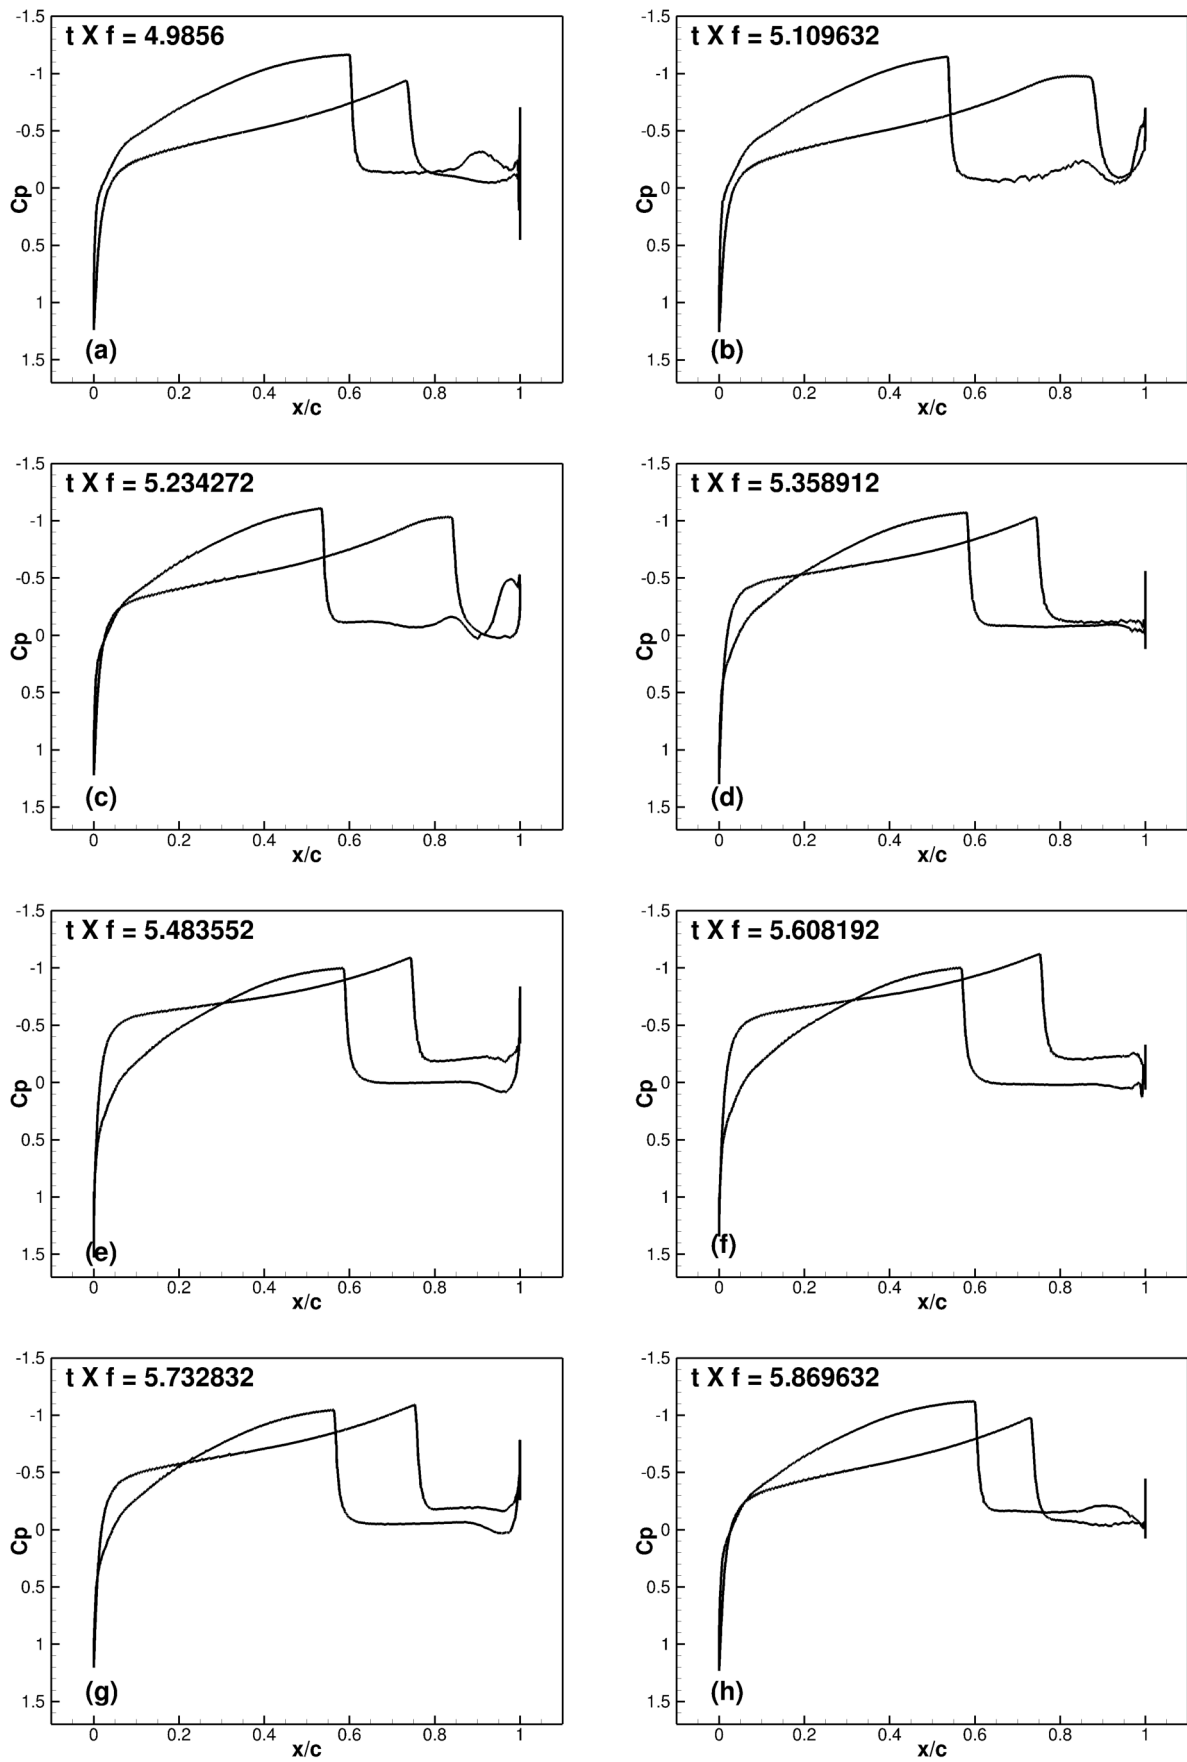 t X f = 4.9856
-1.5
-1
-0.5
0
0.5
1
1.5
Cp
(a)
0 0.2 0.4 0.6 0.8 1
x/c
t X f = 5.109632
-1.5
-1
-0.5
0
0.5
1
1.5
Cp
(b)
0 0.2 0.4 0.6 0.8 1
x/c
t X f = 5.234272
-1.5
-1
-0.5
0
0.5
1
1.5
Cp
(c)
0 0.2 0.4 0.6 0.8 1
x/c
t X f = 5.358912
-1.5
-1
-0.5
0
0.5
1
1.5
Cp
(d)
0 0.2 0.4 0.6 0.8 1
x/c
t X f = 5.483552
-1.5
-1
-0.5
0
0.5
1
1.5
Cp
(e)
0 0.2 0.4 0.6 0.8 1
x/c
t X f = 5.608192
-1.5
-1
-0.5
0
0.5
1
1.5
Cp
(f)
0 0.2 0.4 0.6 0.8 1
x/c
t X f = 5.732832
-1.5
-1
-0.5
0
0.5
1
1.5
Cp
(g)
0 0.2 0.4 0.6 0.8 1
x/c
t X f = 5.869632
-1.5
-1
-0.5
0
0.5
1
1.5
Cp
(h)
0 0.2 0.4 0.6 0.8 1
x/c